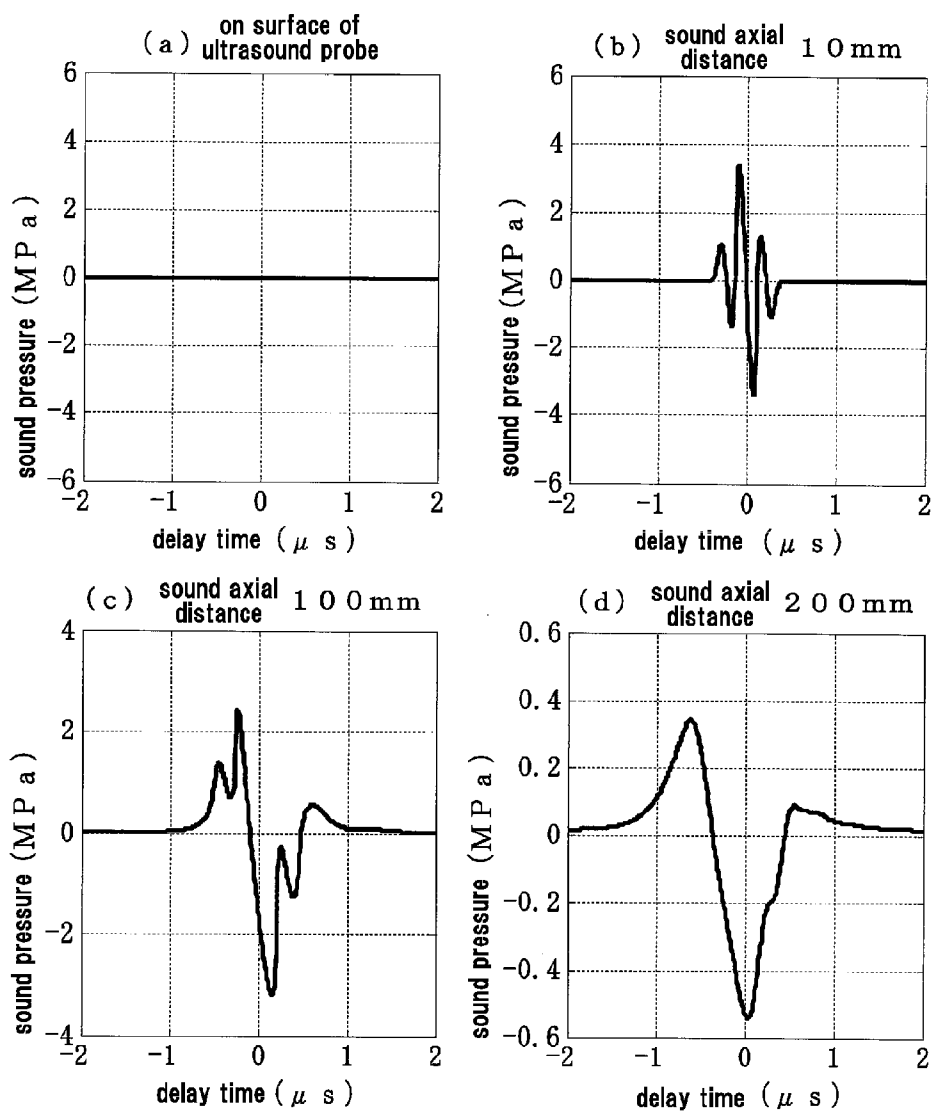 (a) on surface of
ultrasound probe
6
4
2
0
-2
-4
-6
-2 -1 0 1 2
sound pressure (MPa)
delay time (μs)
(b) sound axial
distance 10mm
6
4
2
0
-2
-4
-6
-2 -1 0 1 2
sound pressure (MPa)
delay time (μs)
(c) sound axial
distance 100mm
4
2
0
-2
-4
-2 -1 0 1 2
sound pressure (MPa)
delay time (μs)
(d) sound axial
distance 200mm
0.6
0.4
0.2
0
-0.2
-0.4
-0.6
-2 -1 0 1 2
sound pressure (MPa)
delay time (μs)